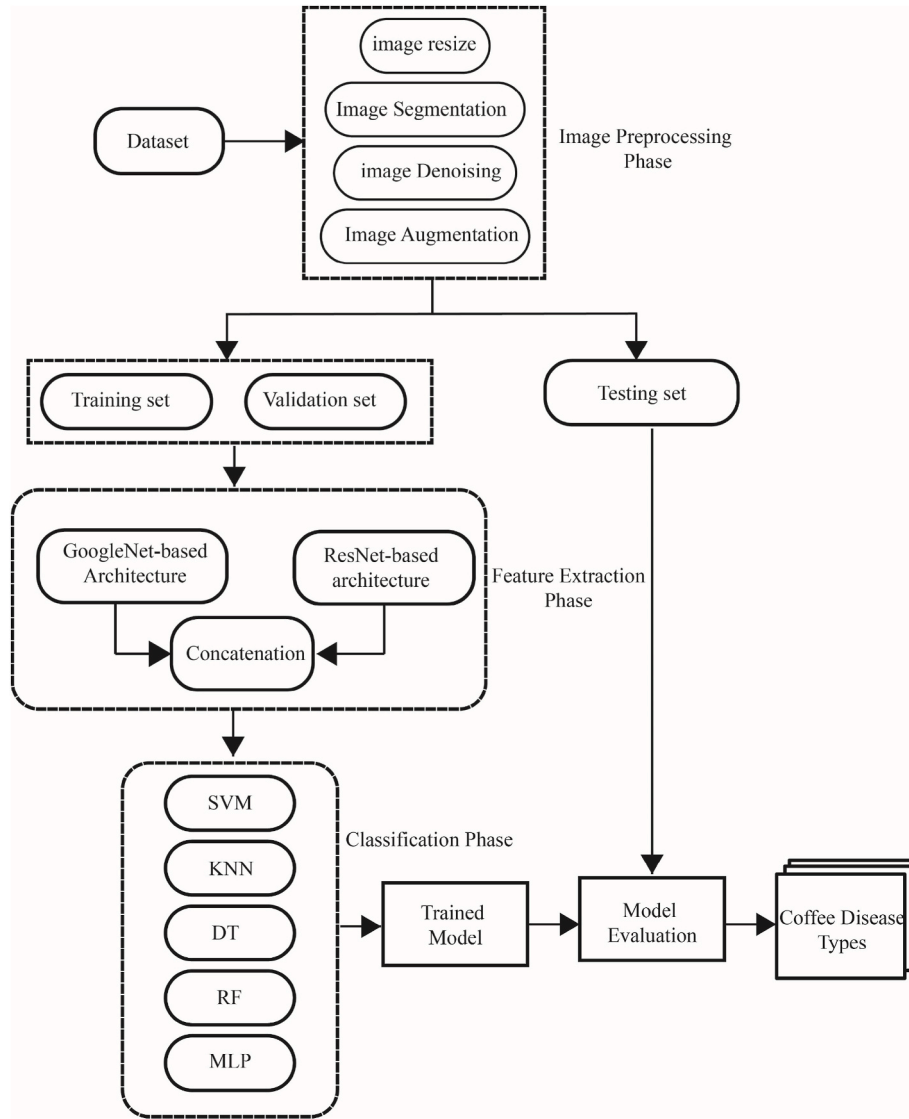 image resize
Image Segmentation
Dataset
image Denoising
Image Augmentation
Image Preprocessing
Phase
Training set
Validation set
Testing set
GoogleNet-based
Architecture
ResNet-based
architecture
Concatenation
Feature Extraction
Phase
SVM
KNN
DT
RF
MLP
Classification Phase
Trained
Model
Model
Evaluation
Coffee Disease
Types